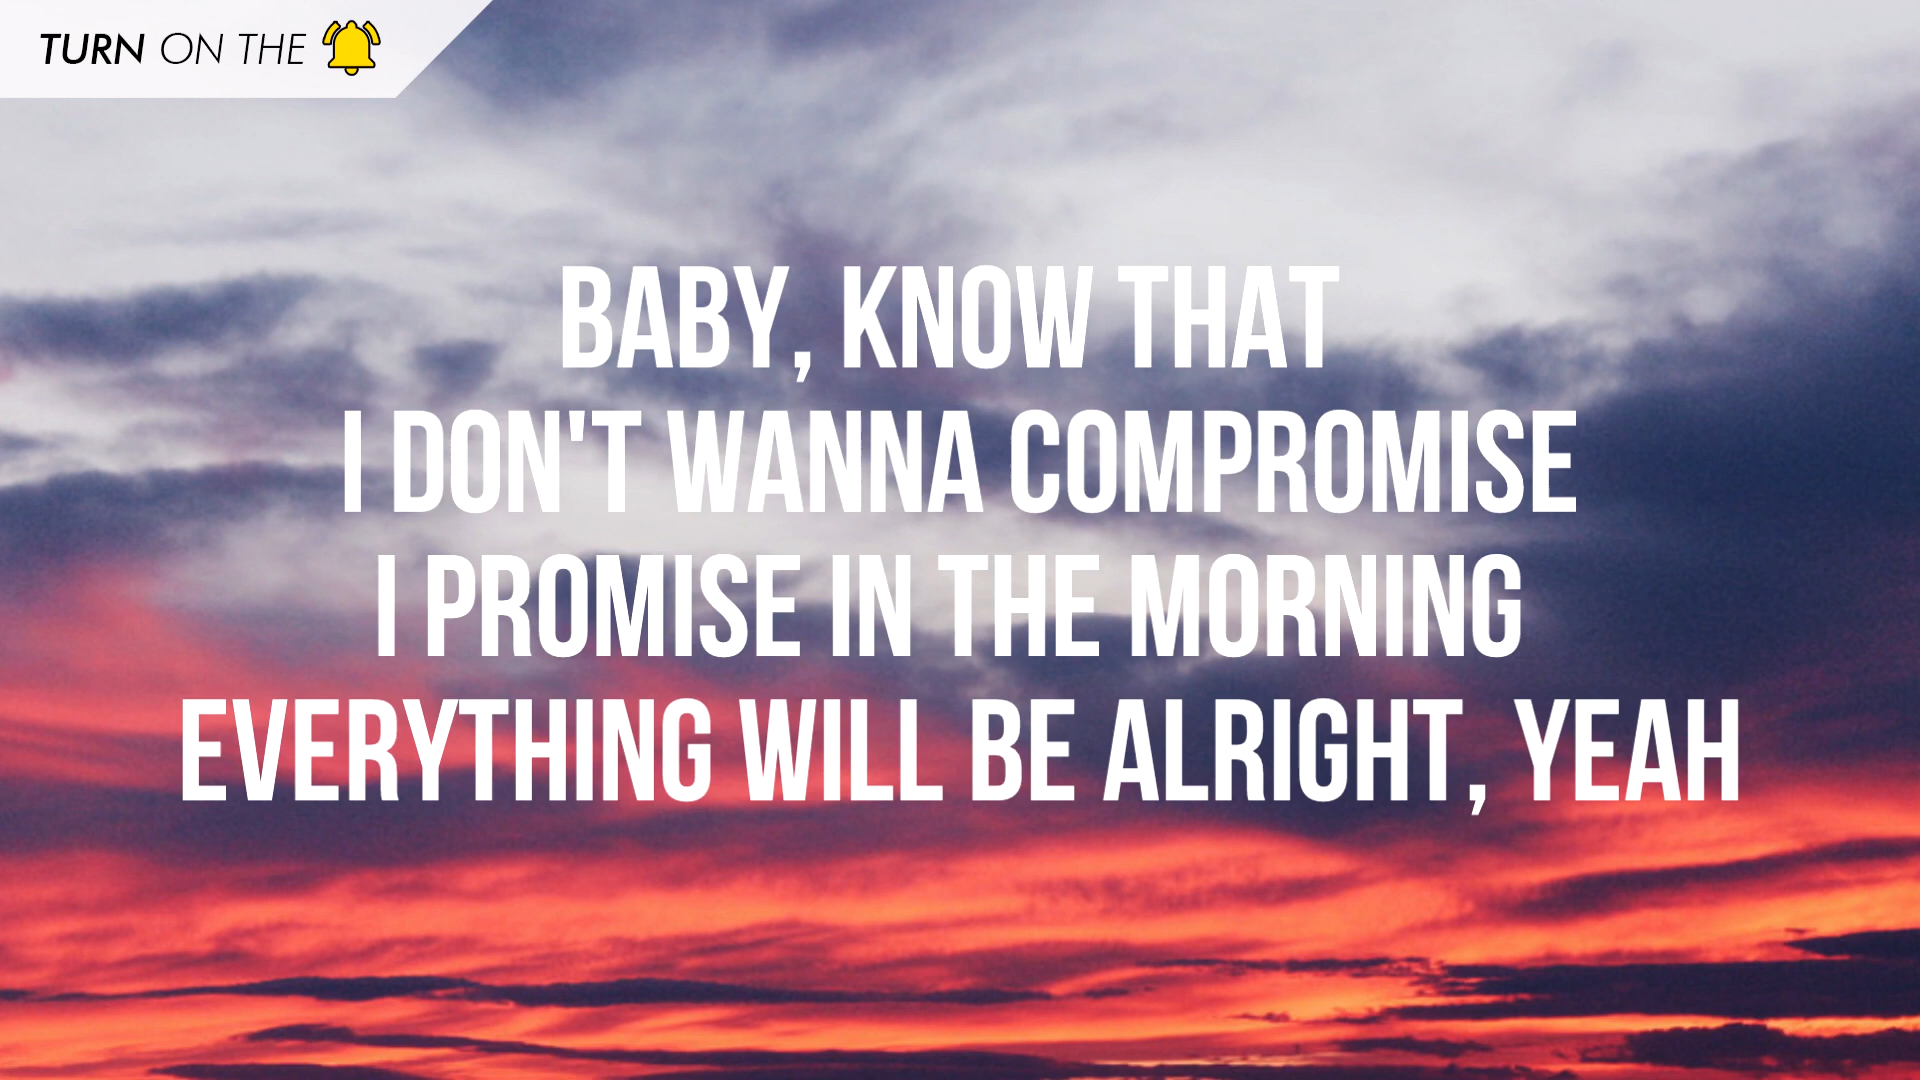 TURN ON THE
BABY, KNOW THAT
I DON'T WANNA COMPROMISE
I PROMISE IN THE MORNING
EVERYTHING WILL BE ALRIGHT, YEAH